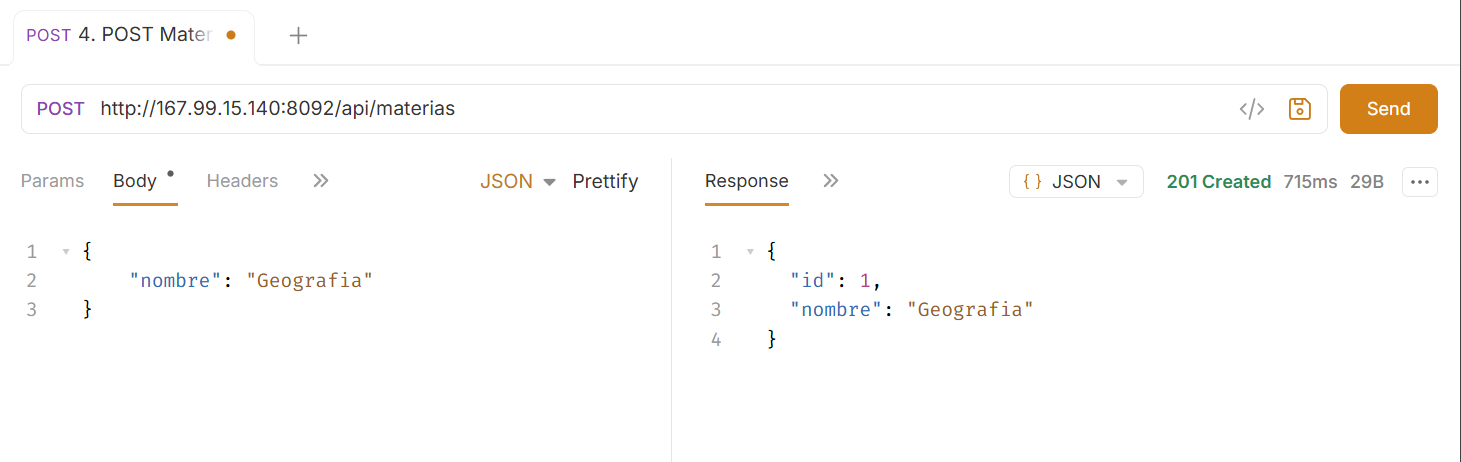 POST 4. POST Mater
POST http://167.99.15.140:8092/api/materias </> Send
Params Body Headers JSON Prettify
1 {
2 "nombre": "Geografia"
3 }
Response { } JSON 201 Created 715ms 29B
1 {
2 "id": 1,
3 "nombre": "Geografia"
4 }